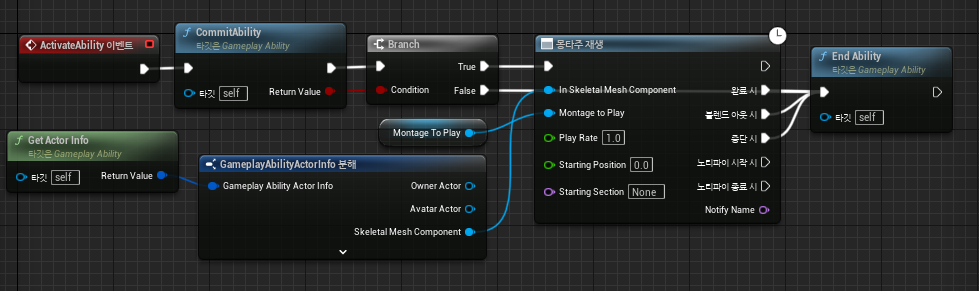 ActivateAbility 이벤트
CommitAbility
타깃은 Gameplay Ability
타깃 self
Return Value
Branch
True
Condition
False
몽타주 재생
In Skeletal Mesh Component
완료 시
Montage to Play
블렌드 아웃 시
Play Rate 1.0
중단 시
Starting Position 0.0
노티파이 시작 시
Starting Section None
노티파이 종료 시
Notify Name
End Ability
타깃은 Gameplay Ability
타깃 self
Montage To Play
Get Actor Info
타깃은 Gameplay Ability
타깃 self
Return Value
GameplayAbilityActorInfo 분해
Gameplay Ability Actor Info
Owner Actor
Avatar Actor
Skeletal Mesh Component